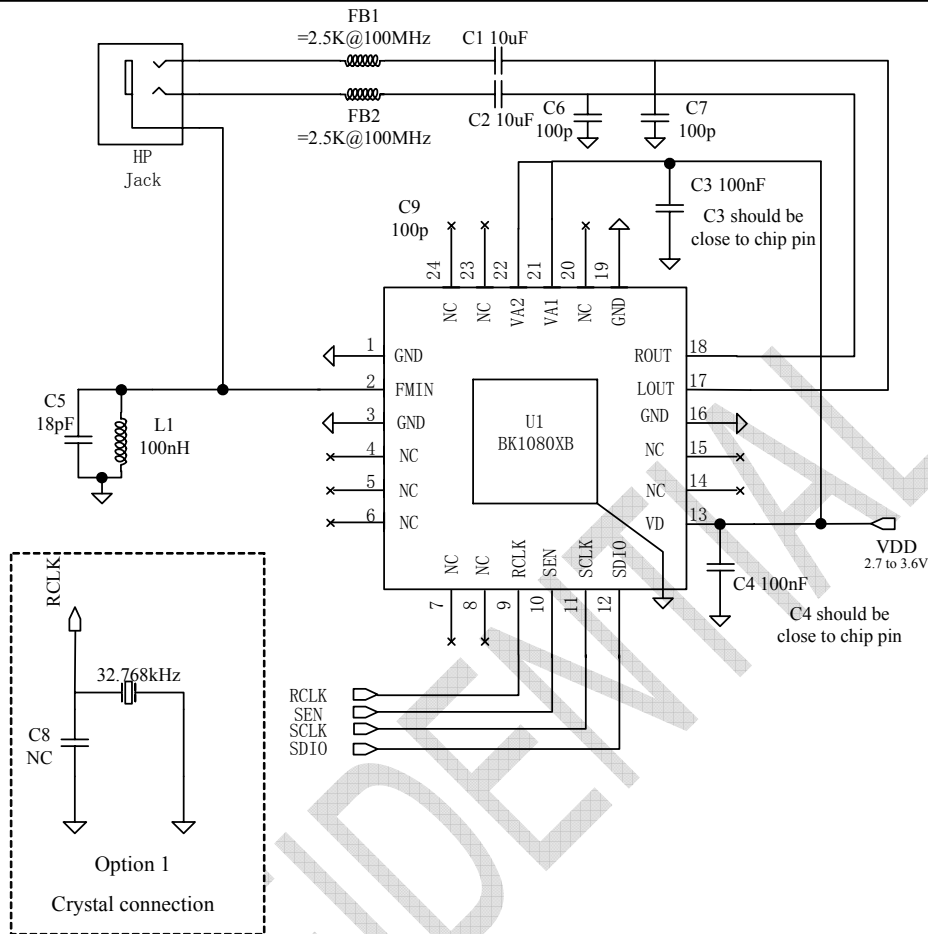 FB1
=2.5K@100MHz
C1 10uF
FB2
=2.5K@100MHz
C2 10uF
C6
100p
C7
100p
HP
Jack
C3 100nF
C3 should be
close to chip pin
C9
100p
24
23
22
21
20
19
NC
NC
VA2
VA1
NC
GND
1
GND
2
FMIN
3
GND
4
NC
5
NC
6
NC
U1
BK1080XB
ROUT
18
LOUT
17
GND
16
NC
15
NC
14
VD
13
NC
NC
RCLK
SEN
SCLK
SDIO
7
8
9
10
11
12
C5
18pF
L1
100nH
VDD
2.7 to 3.6V
C4 100nF
C4 should be
close to chip pin
RCLK
SEN
SCLK
SDIO
RCLK
32.768kHz
C8
NC
Option 1
Crystal connection
FIDENTIAL